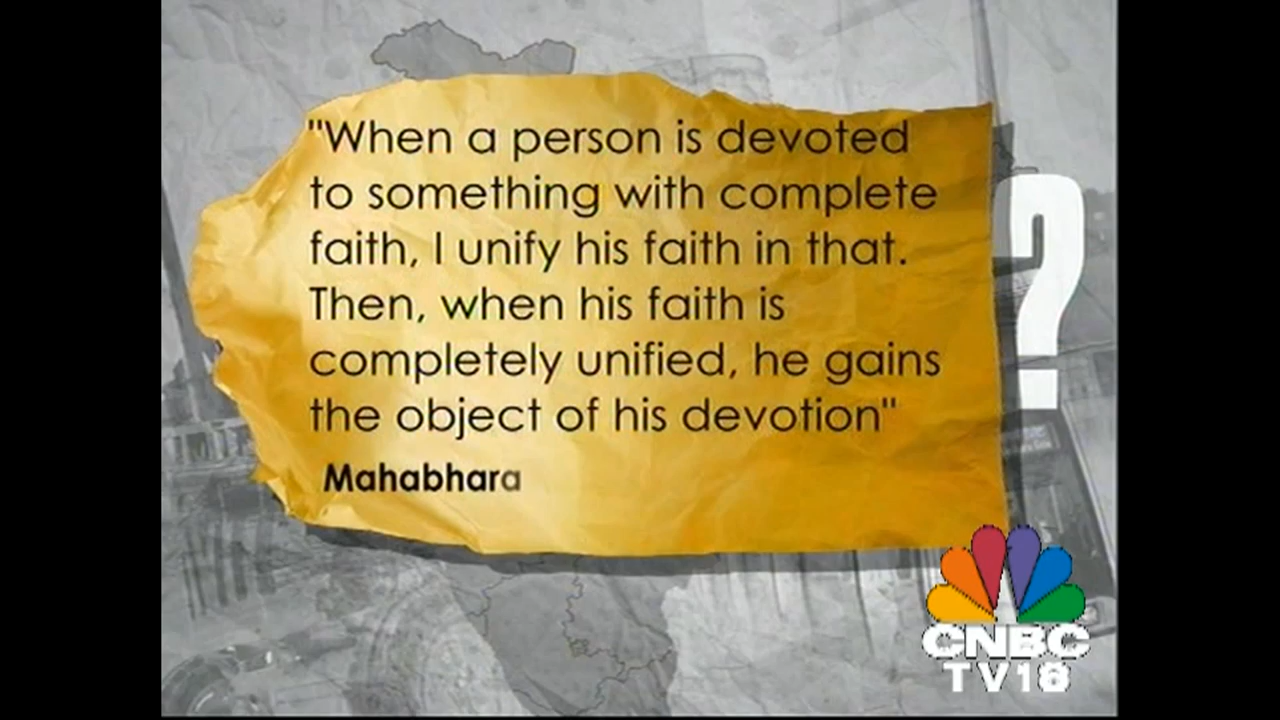 "When a person is devoted
to something with complete
faith, I unify his faith in that.
Then, when his faith is
completely unified, he gains
the object of his devotion"
Mahabhara
?
CNBC
TV18